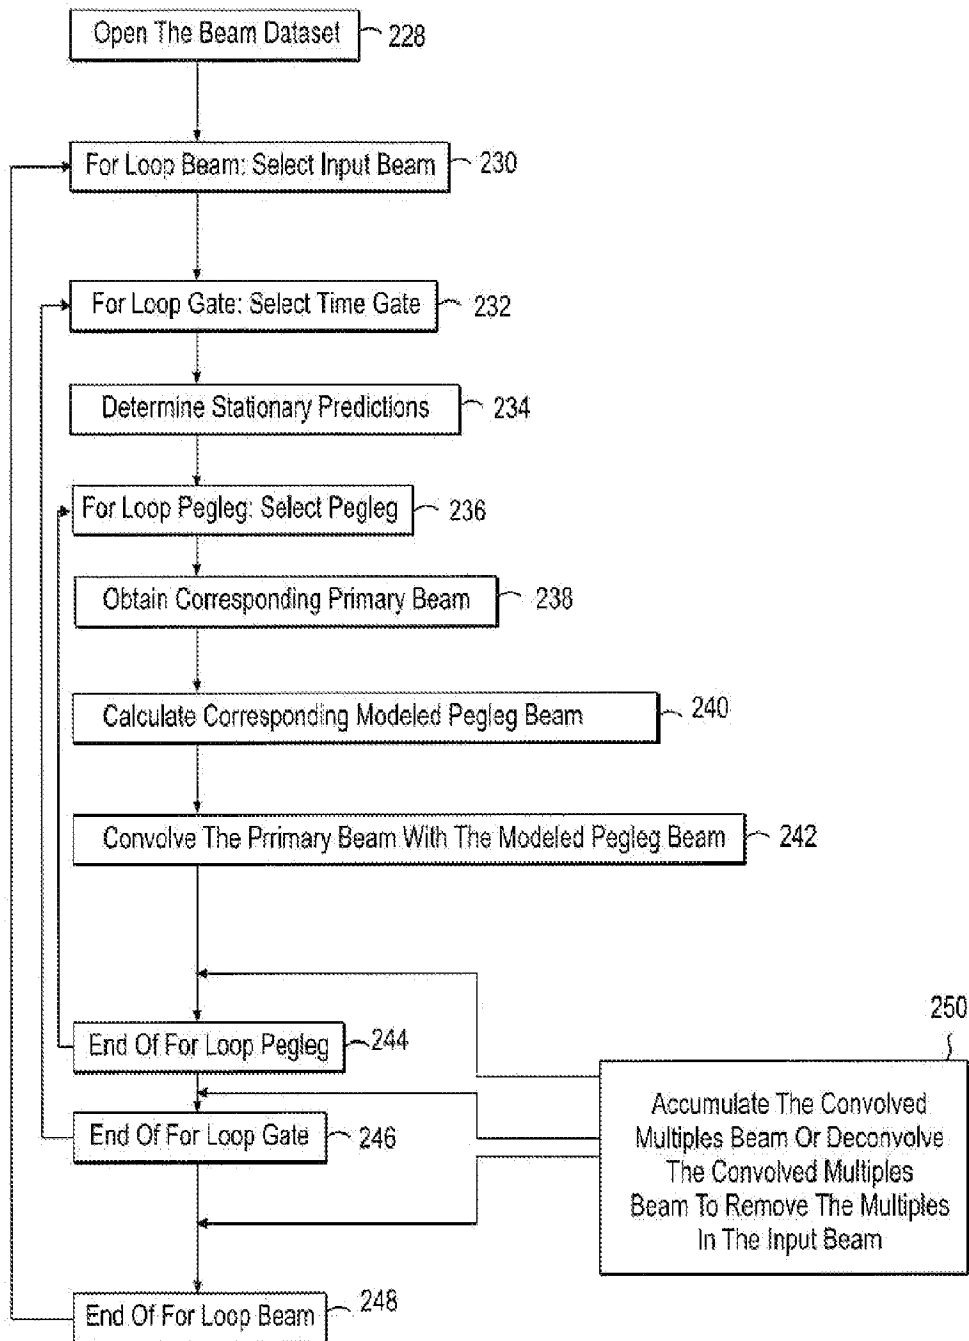 Open The Beam Dataset 228
For Loop Beam: Select Input Beam 230
For Loop Gate: Select Time Gate 232
Determine Stationary Predictions 234
For Loop Pegleg: Select Pegleg 236
Obtain Corresponding Primary Beam 238
Calculate Corresponding Modeled Pegleg Beam 240
Convolve The Prrimary Beam With The Modeled Pegleg Beam 242
End Of For Loop Pegleg 244
End Of For Loop Gate 246
End Of For Loop Beam 248
250
Accumulate The Convolved
Multiples Beam Or Deconvolve
The Convolved Multiples
Beam To Remove The Multiples
In The Input Beam